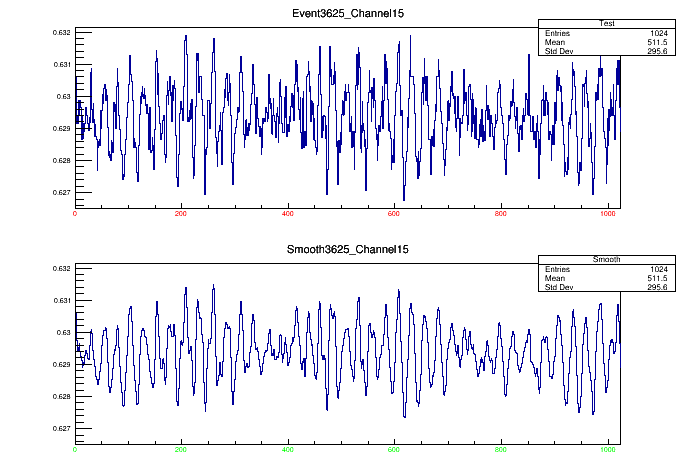 Event3625_Channel15
Test
Entries 1024
Mean 511.5
Std Dev 295.6
0.632
0.631
0.63
0.629
0.628
0.627
0 200 400 600 800 1000
Smooth3625_Channel15
Smooth
Entries 1024
Mean 511.5
Std Dev 295.6
0.632
0.631
0.63
0.629
0.628
0.627
0 200 400 600 800 1000